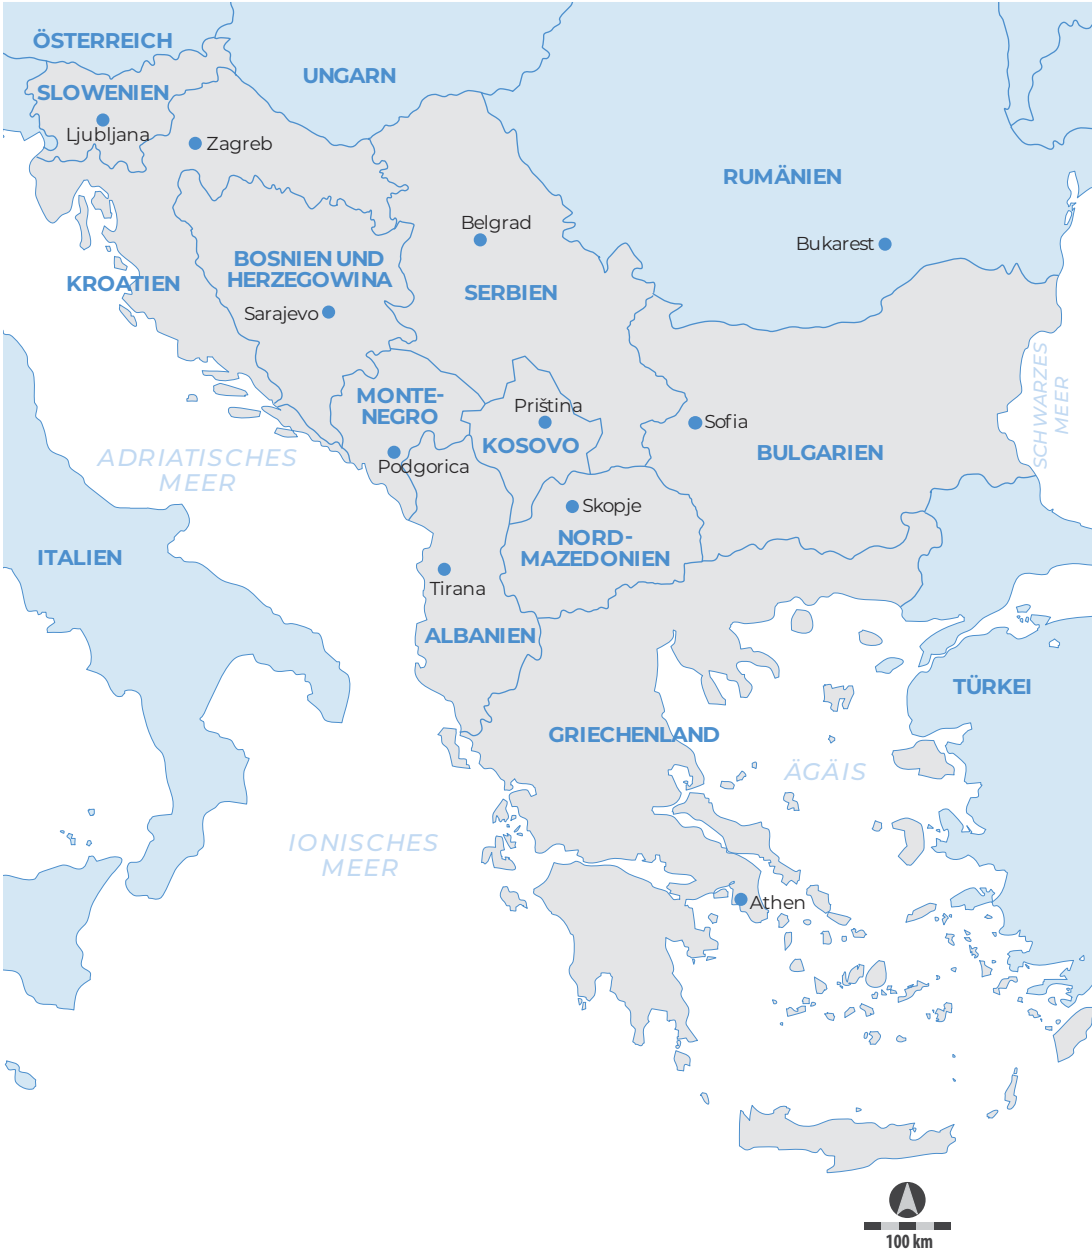 ÖSTERREICH
UNGARN
SLOWENIEN
Ljubljana
Zagreb
RUMÄNIEN
Belgrad
Bukarest
BOSNIEN UND
HERZEGOWINA
KROATIEN
SERBIEN
Sarajevo
SCHWARZES
MEER
MONTE-
NEGRO
Priština
Sofia
KOSOVO
BULGARIEN
ADRIATISCHES
MEER
Podgorica
Skopje
NORD-
MAZEDONIEN
ITALIEN
Tirana
ALBANIEN
TÜRKEI
GRIECHENLAND
ÄGÄIS
IONISCHES
MEER
Athen
100 km